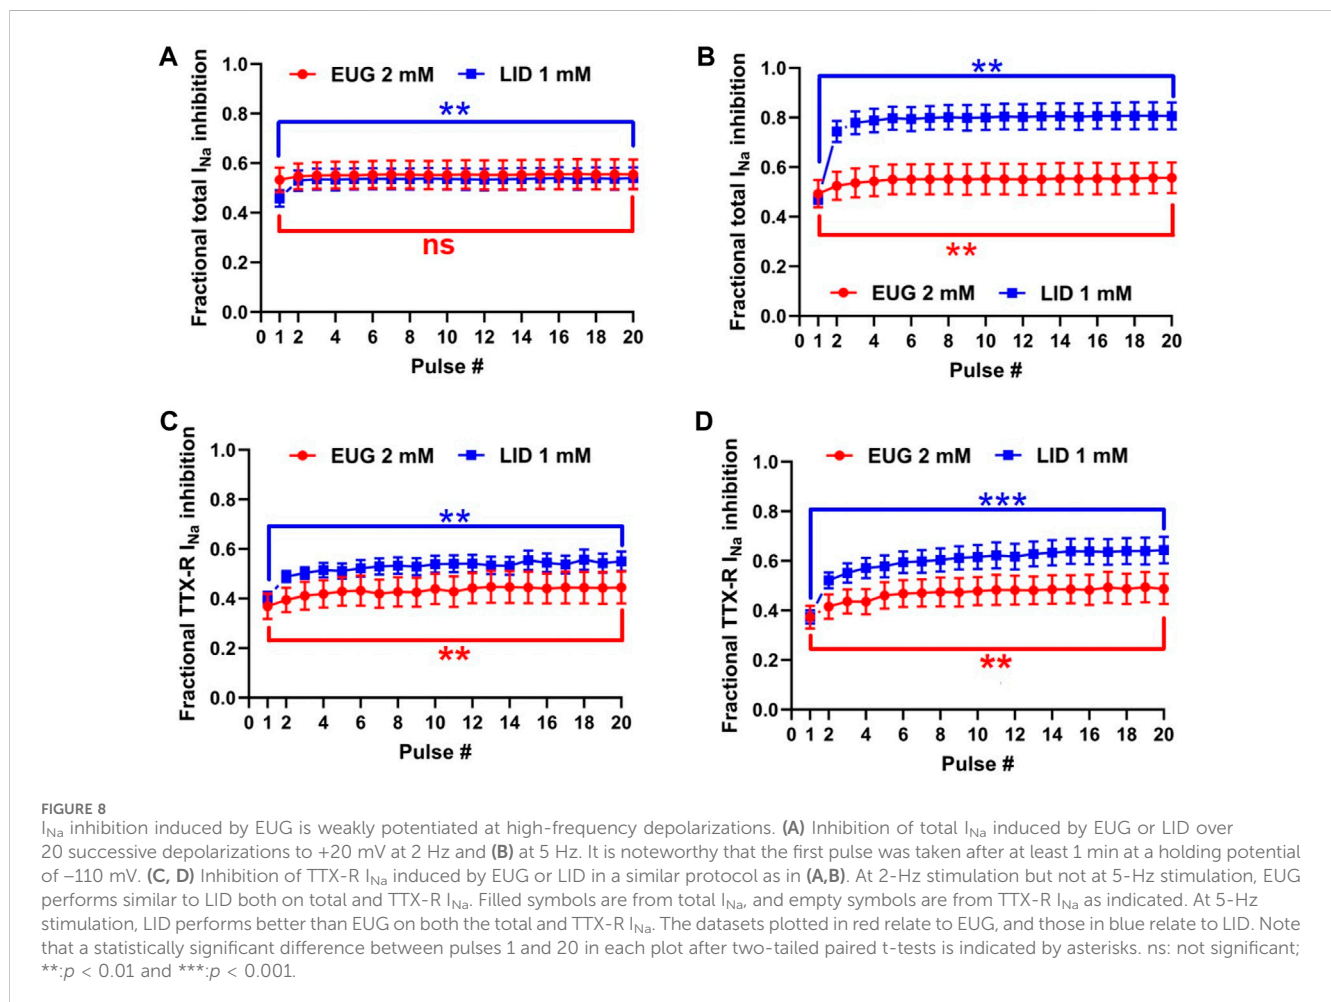 A
1.0
0.8
0.6
0.4
0.2
0.0
Fractional total INa inhibition
EUG 2 mM LID 1 mM
**
ns
0 1 2 4 6 8 10 12 14 16 18 20
Pulse #
B
1.0
0.8
0.6
0.4
0.2
0.0
Fractional total INa inhibition
**
**
EUG 2 mM LID 1 mM
0 1 2 4 6 8 10 12 14 16 18 20
Pulse #
C
1.0
0.8
0.6
0.4
0.2
0.0
Fractional TTX-R INa inhibition
EUG 2 mM LID 1 mM
**
**
0 1 2 4 6 8 10 12 14 16 18 20
Pulse #
D
1.0
0.8
0.6
0.4
0.2
0.0
Fractional TTX-R INa inhibition
EUG 2 mM LID 1 mM
***
**
0 1 2 4 6 8 10 12 14 16 18 20
Pulse #
FIGURE 8
INa inhibition induced by EUG is weakly potentiated at high-frequency depolarizations. (A) Inhibition of total INa induced by EUG or LID over
20 successive depolarizations to +20 mV at 2 Hz and (B) at 5 Hz. It is noteworthy that the first pulse was taken after at least 1 min at a holding potential
of –110 mV. (C, D) Inhibition of TTX-R INa induced by EUG or LID in a similar protocol as in (A,B). At 2-Hz stimulation but not at 5-Hz stimulation, EUG
performs similar to LID both on total and TTX-R INa. Filled symbols are from total INa, and empty symbols are from TTX-R INa as indicated. At 5-Hz
stimulation, LID performs better than EUG on both the total and TTX-R INa. The datasets plotted in red relate to EUG, and those in blue relate to LID. Note
that a statistically significant difference between pulses 1 and 20 in each plot after two-tailed paired t-tests is indicated by asterisks. ns: not significant;
**:p < 0.01 and ***:p < 0.001.